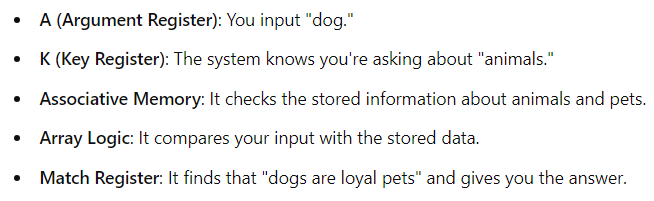 • A (Argument Register): You input "dog."
• K (Key Register): The system knows you're asking about "animals."
• Associative Memory: It checks the stored information about animals and pets.
• Array Logic: It compares your input with the stored data.
• Match Register: It finds that "dogs are loyal pets" and gives you the answer.